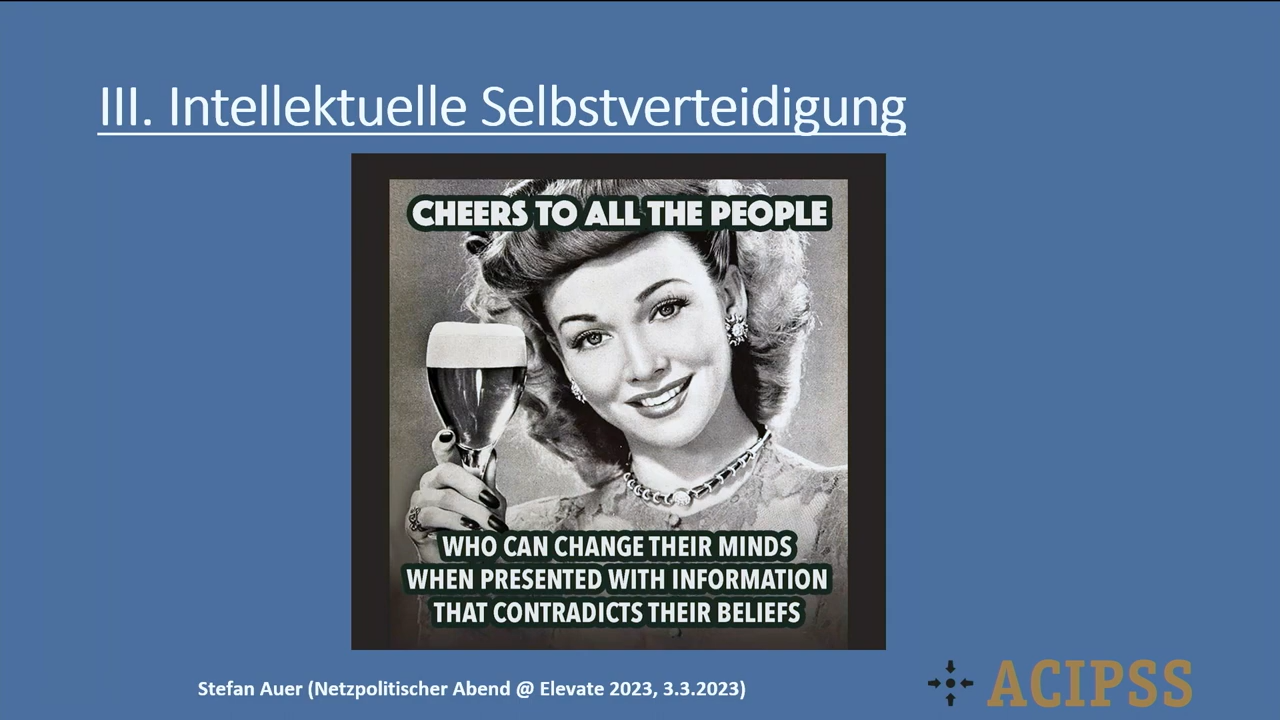 III. Intellektuelle Selbstverteidigung
CHEERS TO ALL THE PEOPLE
WHO CAN CHANGE THEIR MINDS
WHEN PRESENTED WITH INFORMATION
THAT CONTRADICTS THEIR BELIEFS
Stefan Auer (Netzpolitischer Abend @ Elevate 2023, 3.3.2023)
ACIPSS